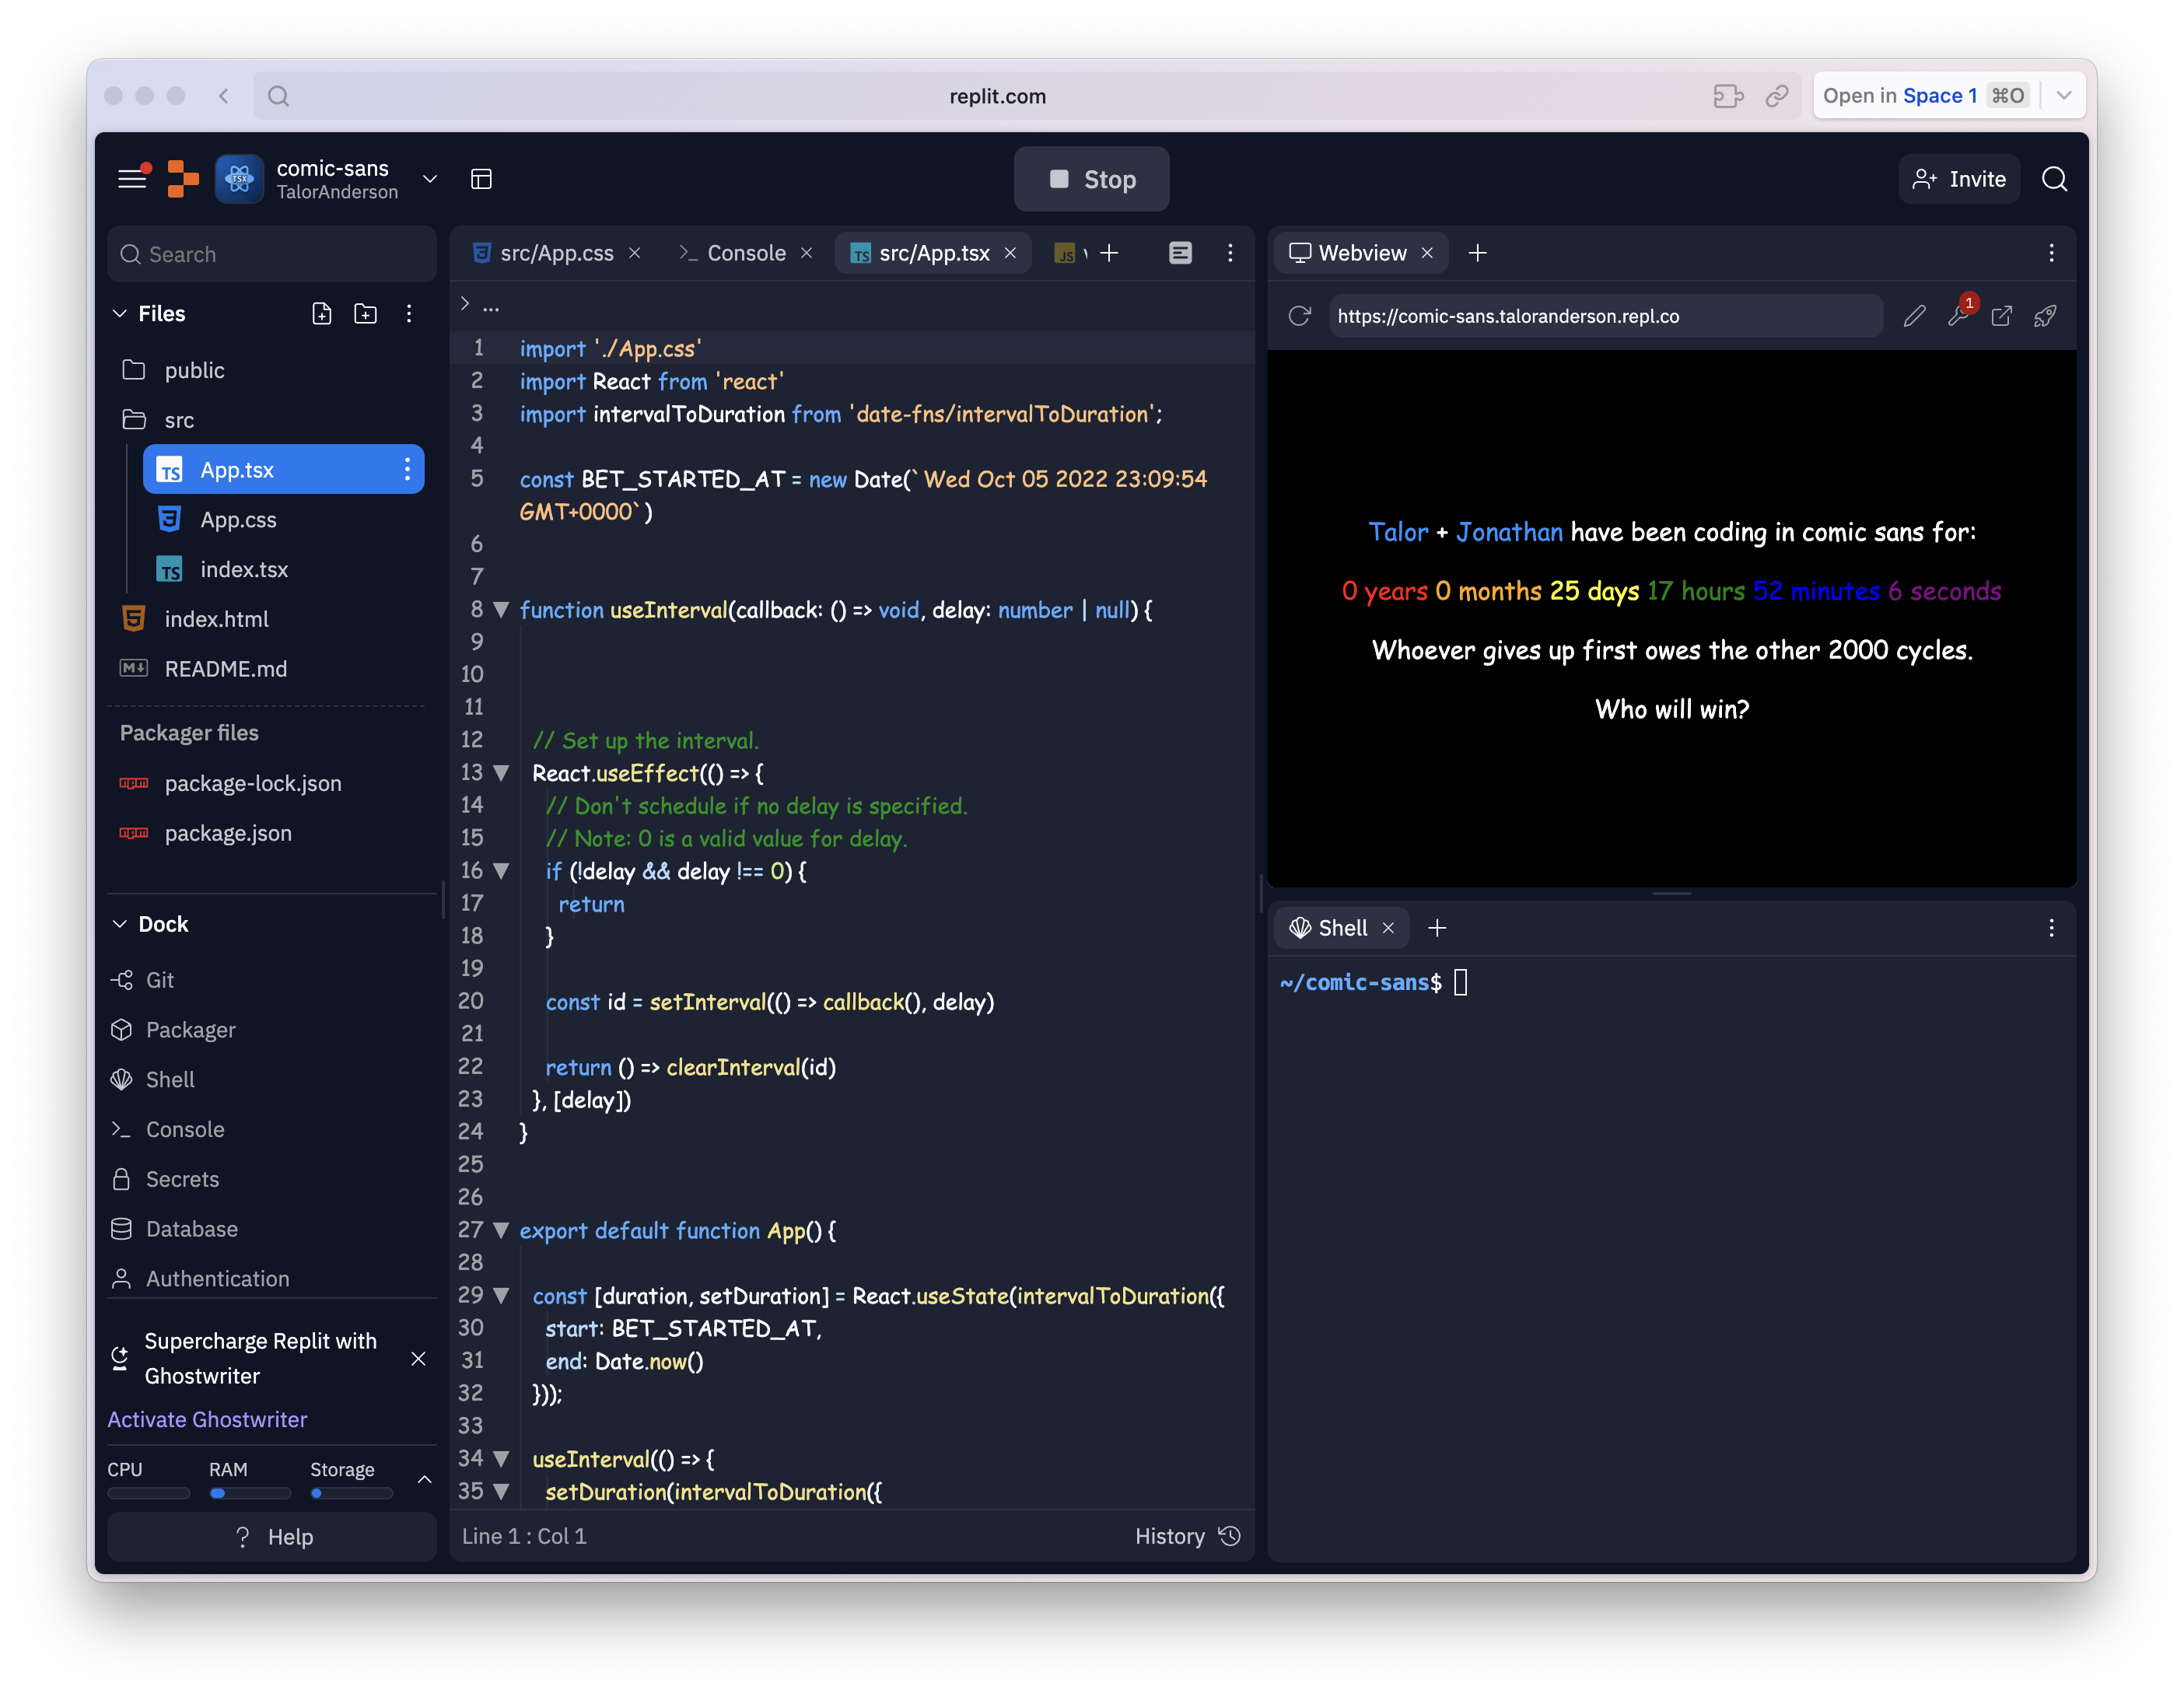 replit.com
Open in Space 1 ⌘O
comic-sans
TalorAnderson
Stop
Invite
Search
Files
public
src
App.tsx
App.css
index.tsx
index.html
README.md
Packager files
package-lock.json
package.json
Dock
Git
Packager
Shell
Console
Secrets
Database
Authentication
Supercharge Replit with
Ghostwriter
Activate Ghostwriter
CPU RAM Storage
? Help
src/App.css Console src/App.tsx
...
1 import './App.css'
2 import React from 'react'
3 import intervalToDuration from 'date-fns/intervalToDuration';
4
5 const BET_STARTED_AT = new Date(`Wed Oct 05 2022 23:09:54
GMT+0000`)
6
7
8 function useInterval(callback: () => void, delay: number | null) {
9
10
11
12 // Set up the interval.
13 React.useEffect(() => {
14 // Don't schedule if no delay is specified.
15 // Note: 0 is a valid value for delay.
16 if (!delay && delay !== 0) {
17 return
18 }
19
20 const id = setInterval(() => callback(), delay)
21
22 return () => clearInterval(id)
23 }, [delay])
24 }
25
26
27 export default function App() {
28
29 const [duration, setDuration] = React.useState(intervalToDuration({
30 start: BET_STARTED_AT,
31 end: Date.now()
32 }));
33
34 useInterval(() => {
35 setDuration(intervalToDuration({
Line 1 : Col 1
History
Webview
https://comic-sans.taloranderson.repl.co
1
Talor + Jonathan have been coding in comic sans for:
0 years 0 months 25 days 17 hours 52 minutes 6 seconds
Whoever gives up first owes the other 2000 cycles.
Who will win?
Shell
~/comic-sans$